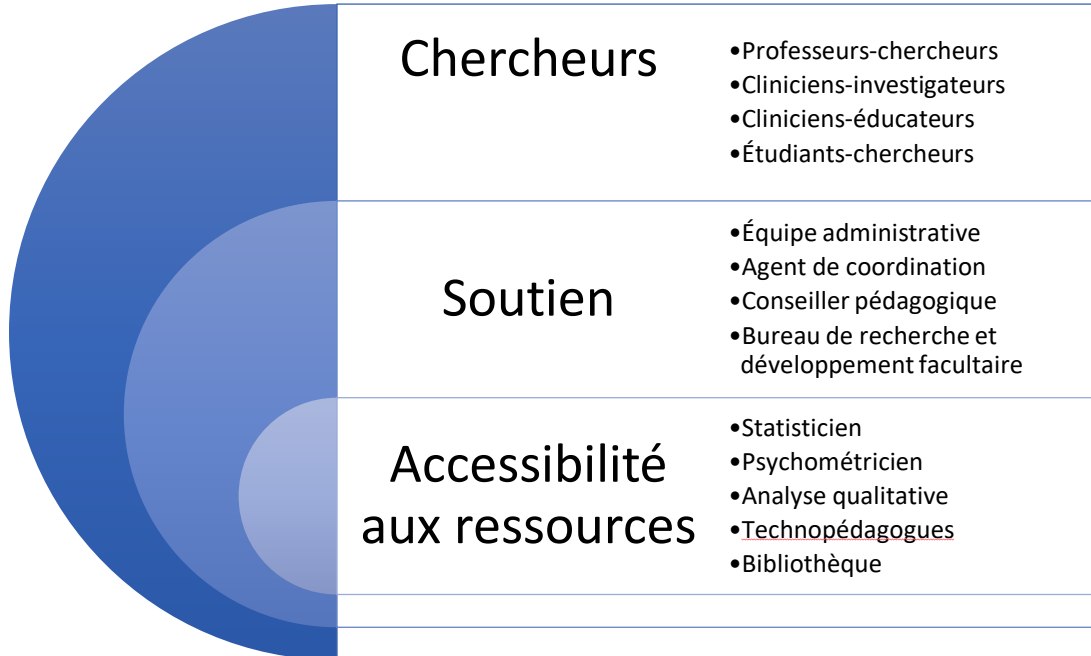 Chercheurs
•Professeurs-chercheurs
•Cliniciens-investigateurs
•Cliniciens-éducateurs
•Étudiants-chercheurs
Soutien
•Équipe administrative
•Agent de coordination
•Conseiller pédagogique
•Bureau de recherche et
développement facultaire
Accessibilité
aux ressources
•Statisticien
•Psychométricien
•Analyse qualitative
•Technopédagogues
•Bibliothèque